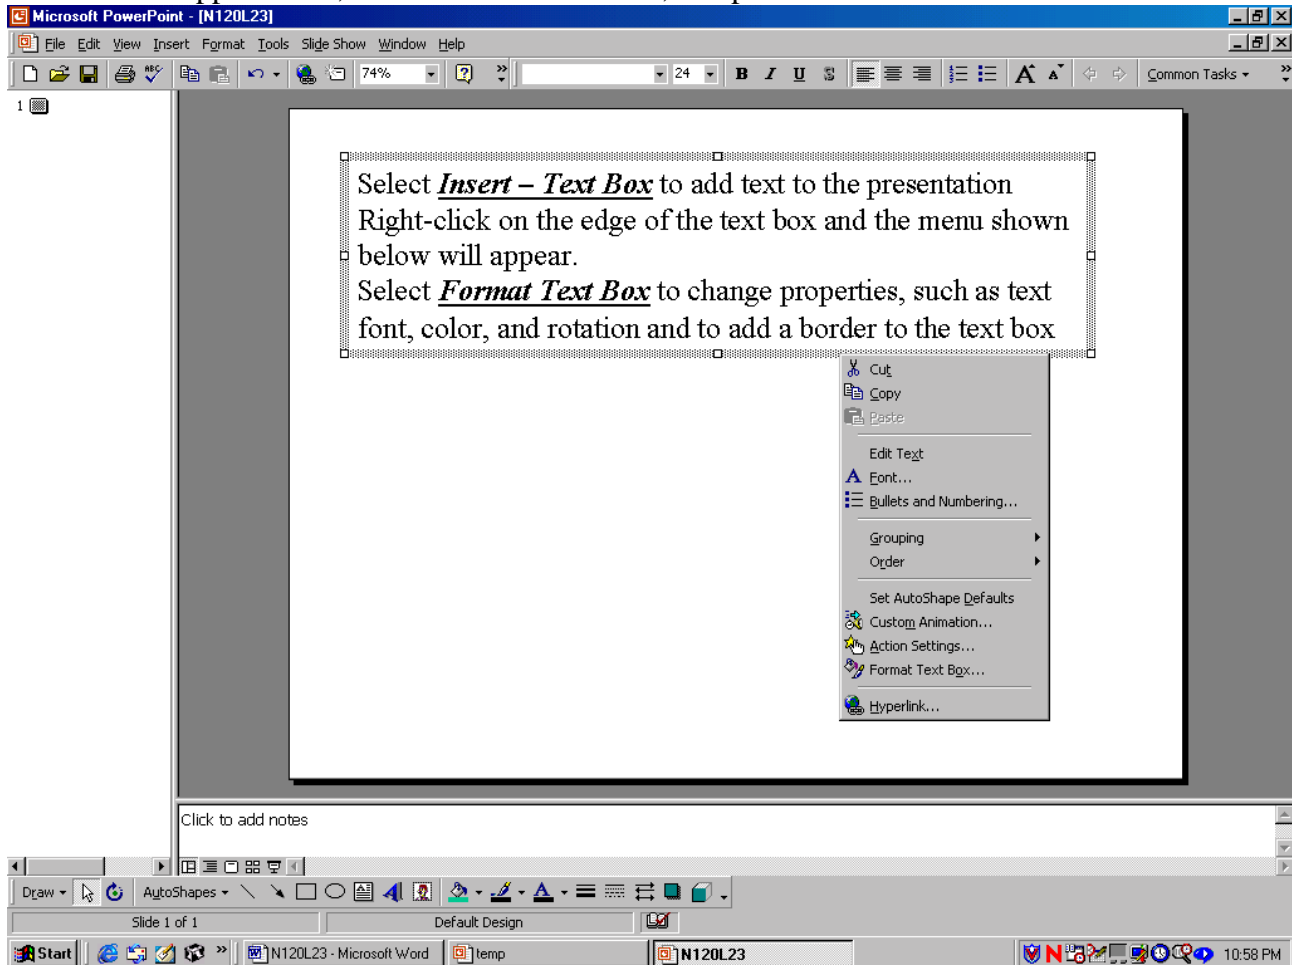 Microsoft PowerPoint - [N120L23]
File Edit View Insert Format Tools Slide Show Window Help
74% 24 B I U S Common Tasks
1
Select Insert – Text Box to add text to the presentation
Right-click on the edge of the text box and the menu shown
below will appear.
Select Format Text Box to change properties, such as text
font, color, and rotation and to add a border to the text box
Cut
Copy
Paste
Edit Text
Font...
Bullets and Numbering...
Grouping
Order
Set AutoShape Defaults
Custom Animation...
Action Settings...
Format Text Box...
Hyperlink...
Click to add notes
Draw AutoShapes
Slide 1 of 1 Default Design
Start N120L23 - Microsoft Word temp N120L23 10:58 PM